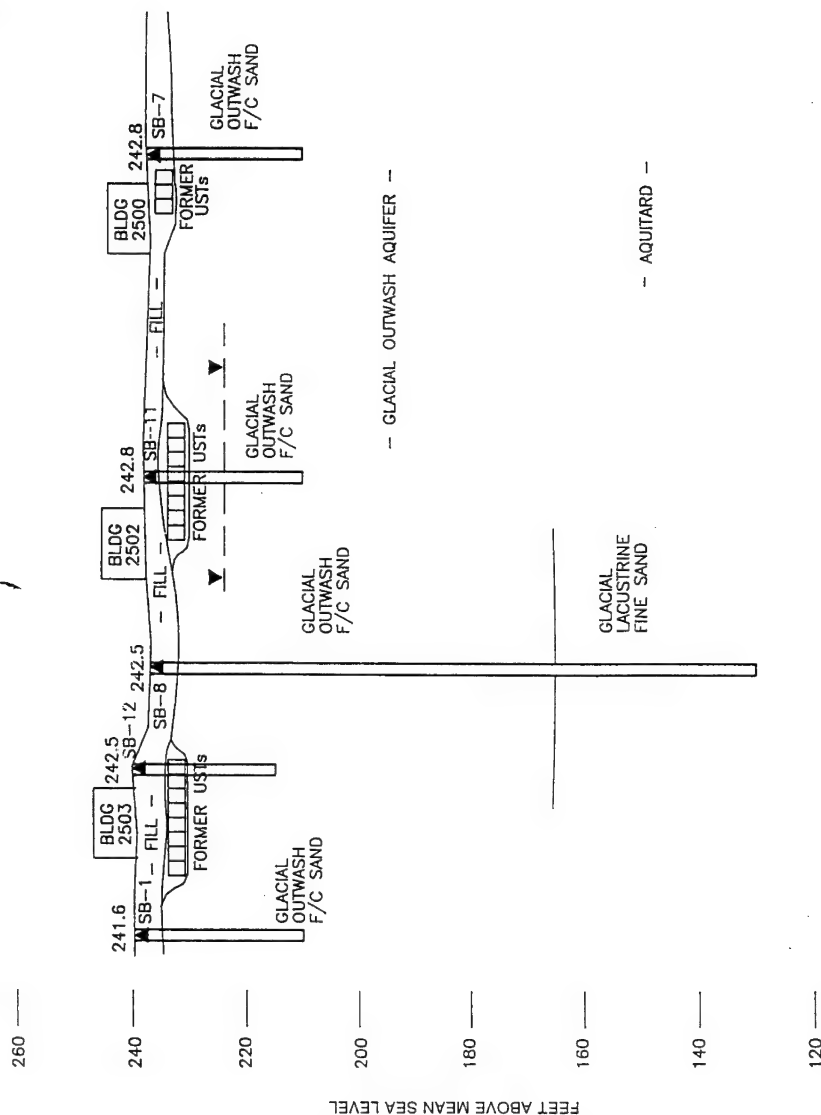 BLDG
2503
BLDG
2502
BLDG
2500
241.6
SB-1
242.5
SB-12
242.5
SB-8
242.8
SB-11
242.8
SB-7
— FILL —
— FILL —
— FILL —
FORMER USTs
FORMER USTs
FORMER
USTs
GLACIAL
OUTWASH
F/C SAND
GLACIAL
OUTWASH
F/C SAND
GLACIAL
OUTWASH
F/C SAND
GLACIAL
OUTWASH
F/C SAND
— GLACIAL OUTWASH AQUIFER —
GLACIAL
LACUSTRINE
FINE SAND
— AQUITARD —
260
240
220
200
180
160
140
120
FEET ABOVE MEAN SEA LEVEL